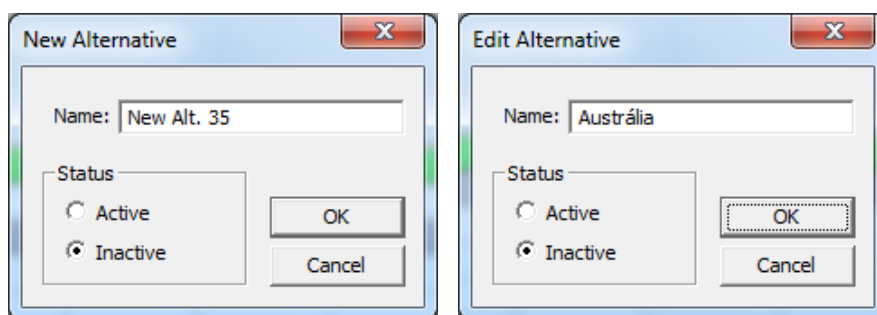 New Alternative
Name: New Alt. 35
Status
Active
Inactive
OK
Cancel
Edit Alternative
Name: Austrália
Status
Active
Inactive
OK
Cancel